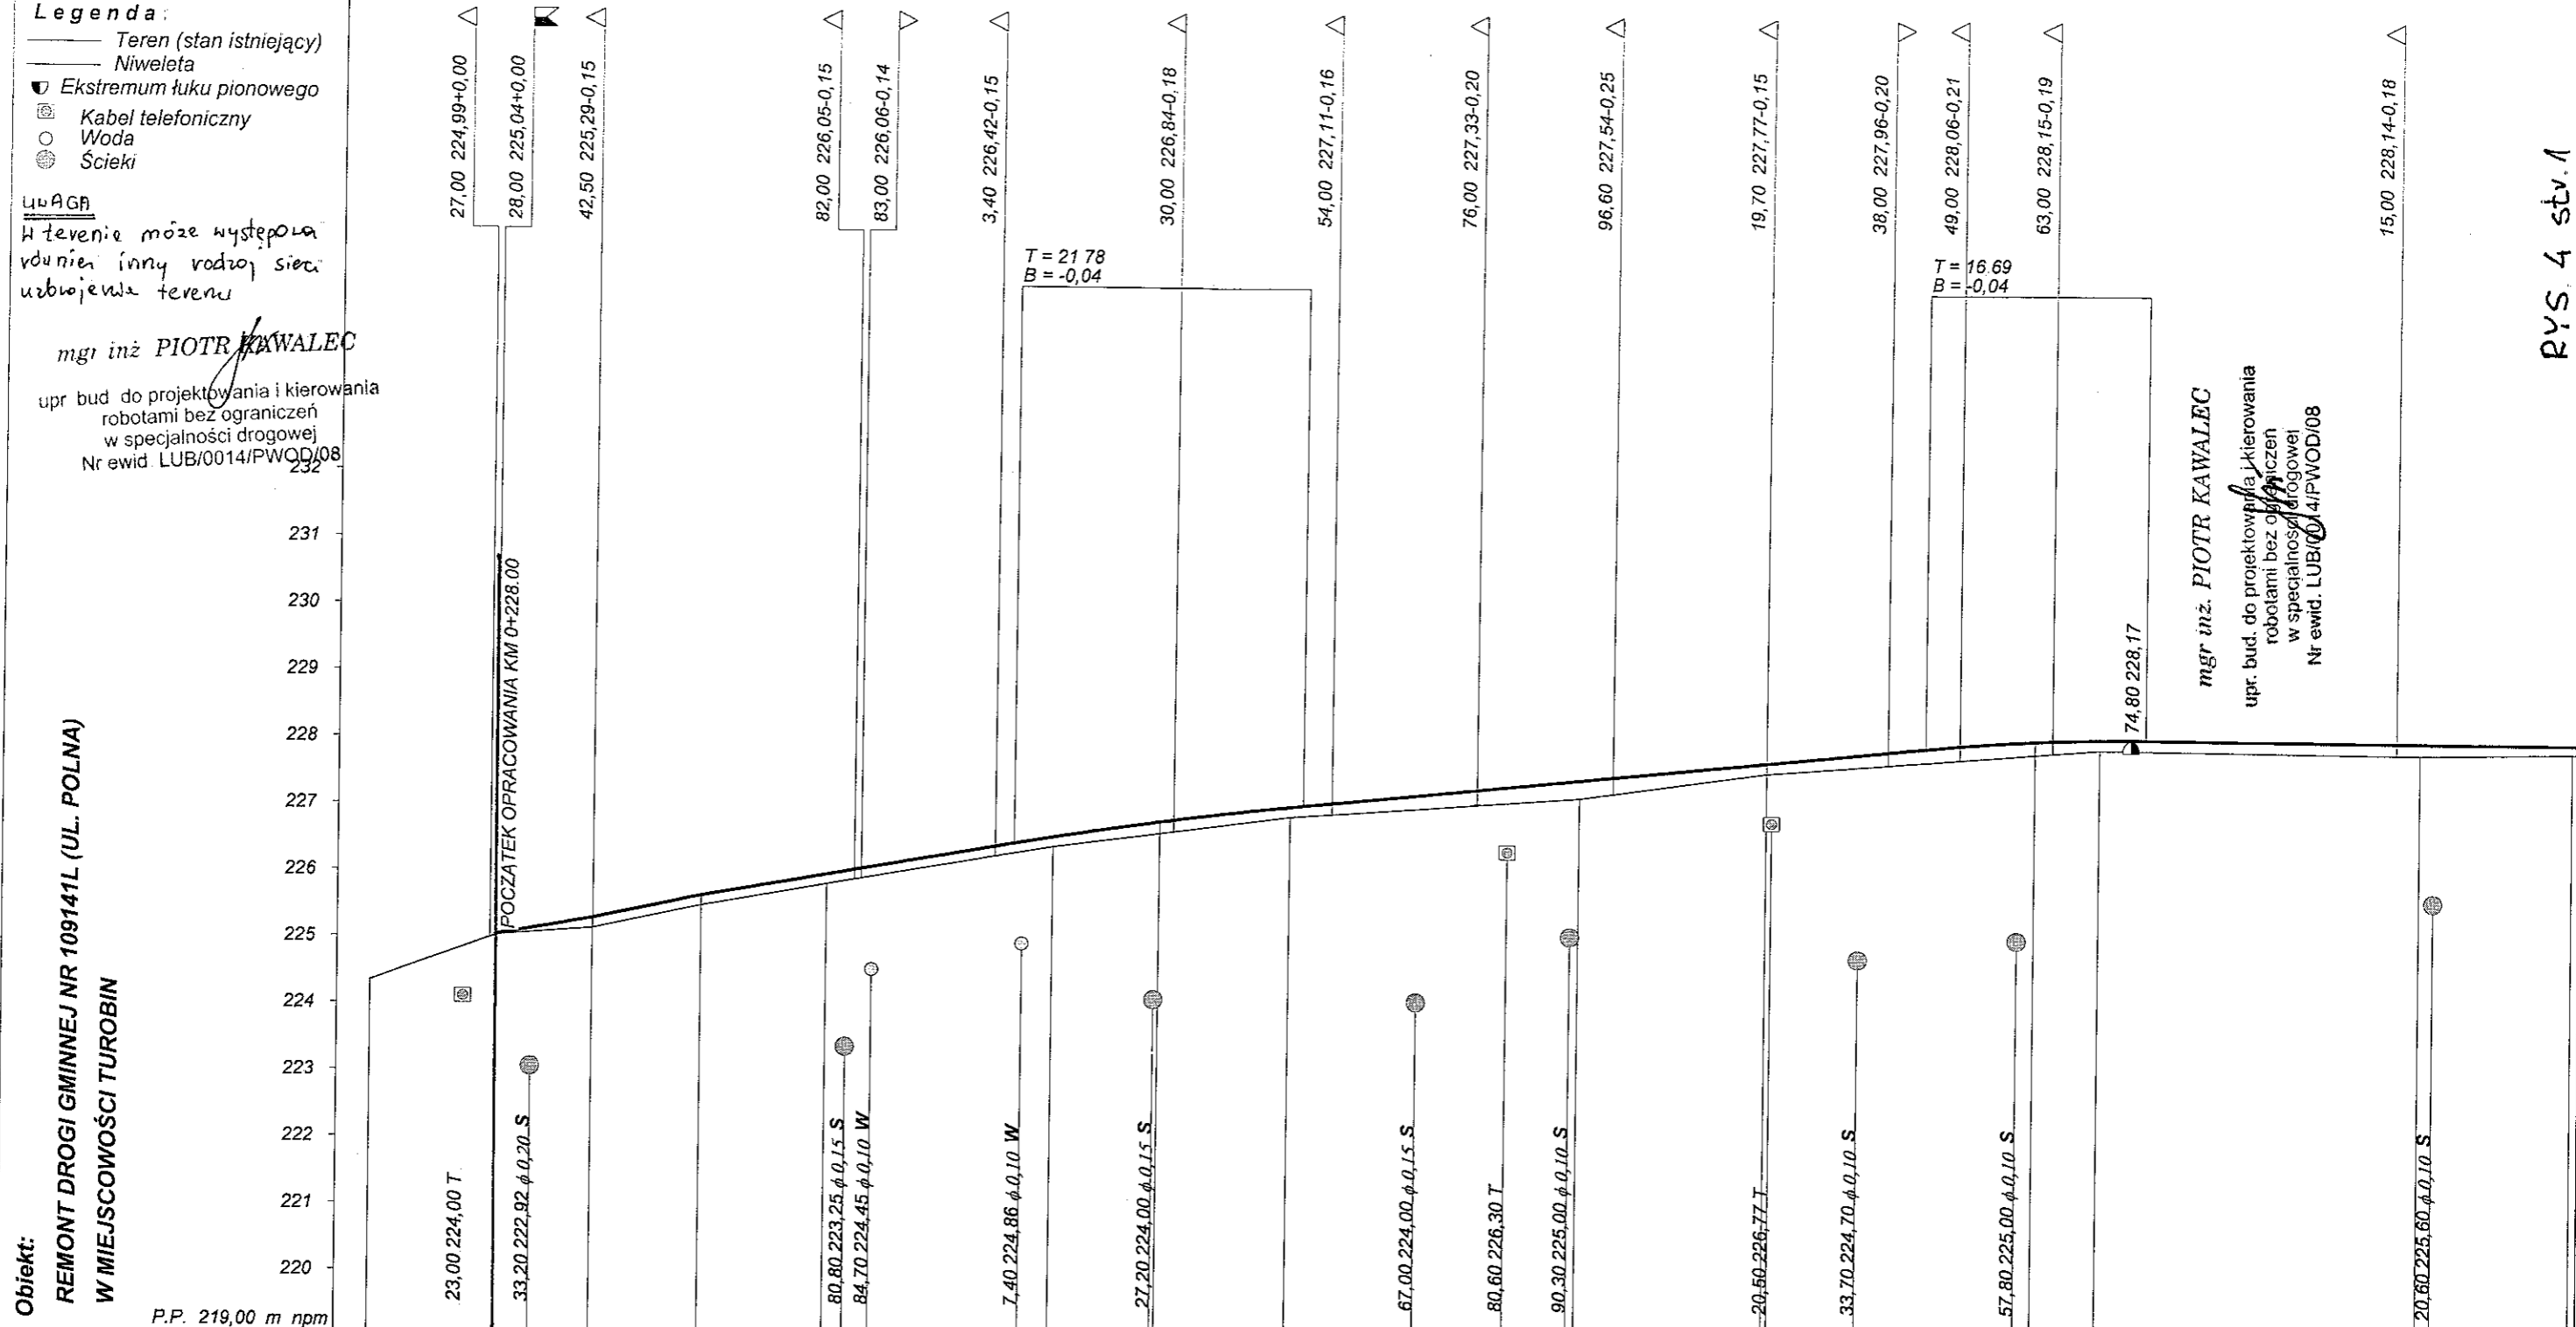 Legenda:
Teren (stan istniejący)
Niweleta
Ekstremum łuku pionowego
Kabel telefoniczny
Woda
Ścieki
UWAGA
W terenie może
inny rodzaj sieci
terenu
mgr inż PIOTR KAWALEC
upr bud do projektowania i kierowania
robotami bez ograniczeń
w specjalności drogowej
Nr ewid. LUB/0014/PWOD/08
27,00 224,99+0,00
28,00 225,04+0,00
42,50 225,29-0,15
82,00 226,05-0,15
83,00 226,06-0,14
3,40 226,42-0,15
30,00 226,84-0,18
54,00 227,11-0,16
76,00 227,33-0,20
96,60 227,54-0,25
19,70 227,77-0,15
38,00 227,96-0,20
49,00 228,06-0,21
63,00 228,15-0,19
15,00 228,14-0,18
RYS. 4 str. 1
T = 21 78
B = -0,04
T = 16.69
B = -0,04
mgr inż. PIOTR KAWALEC
upr. bud. do projektowania i kierowania
robotami bez ograniczeń
w specjalności drogowej
Nr ewid. LUB/0014/PWOD/08
74,80 228,17
POCZĄTEK OPRACOWANIA KM 0+228.00
232
231
230
229
228
227
226
225
224
223
222
221
220
P.P. 219,00 m npm
Obiekt:
REMONT DROGI GMINNEJ NR 109141L (UL. POLNA)
W MIEJSCOWOŚCI TUROBIN
23,00 224,00 T
33,20 222,92 ϕ 0,20 S
80,80 223,25 ϕ 0,15 S
84,70 224,45 ϕ 0,10 W
7,40 224,86 ϕ 0,10 W
27,20 224,00 ϕ 0,15 S
67,00 224,00 ϕ 0,15 S
80,60 226,30 T
90,30 225,00 ϕ 0,10 S
20,50 226,77 T
33,70 224,70 ϕ 0,10 S
57,80 225,00 ϕ 0,10 S
20,60 225,60 ϕ 0,10 S